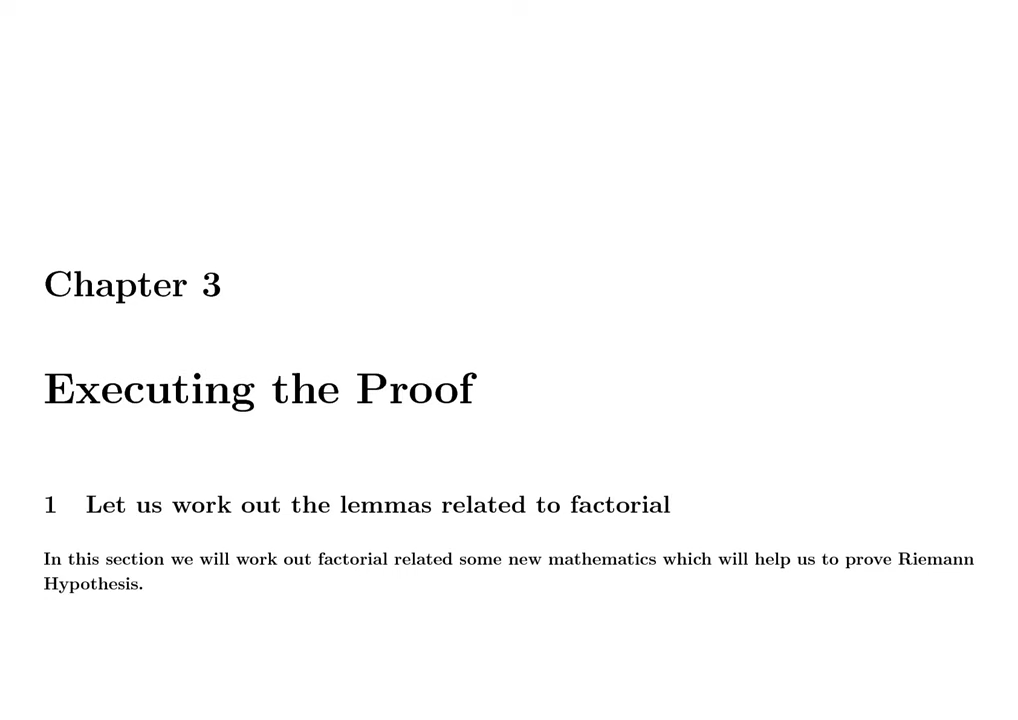 Chapter 3
Executing the Proof
1 Let us work out the lemmas related to factorial
In this section we will work out factorial related some new mathematics which will help us to prove Riemann
Hypothesis.